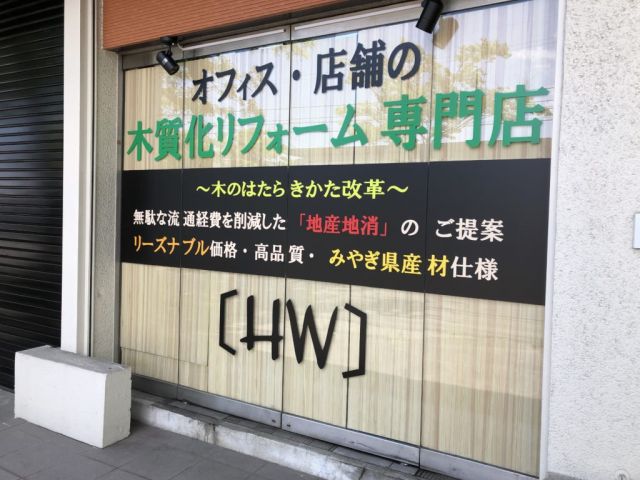 オフィス・店舗の
木質化リフォーム専門店
～木のはたらきかた改革～
無駄な流通経費を削減した「地産地消」のご提案
リーズナブル価格・高品質・みやぎ県産材仕様
〔HW〕